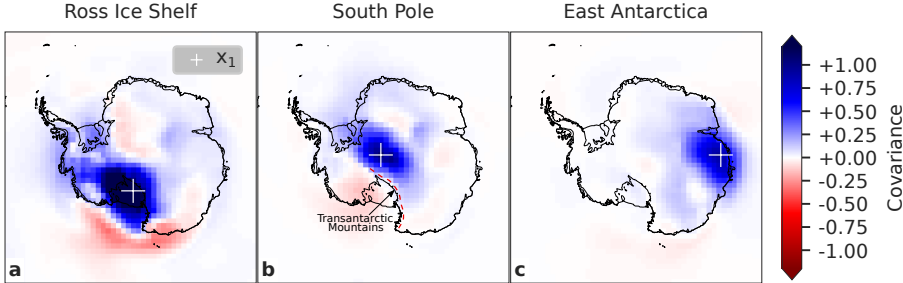 Ross Ice Shelf
South Pole
East Antarctica
x₁
Transantarctic
Mountains
a
b
c
+1.00
+0.75
+0.50
+0.25
+0.00
-0.25
-0.50
-0.75
-1.00
Covariance